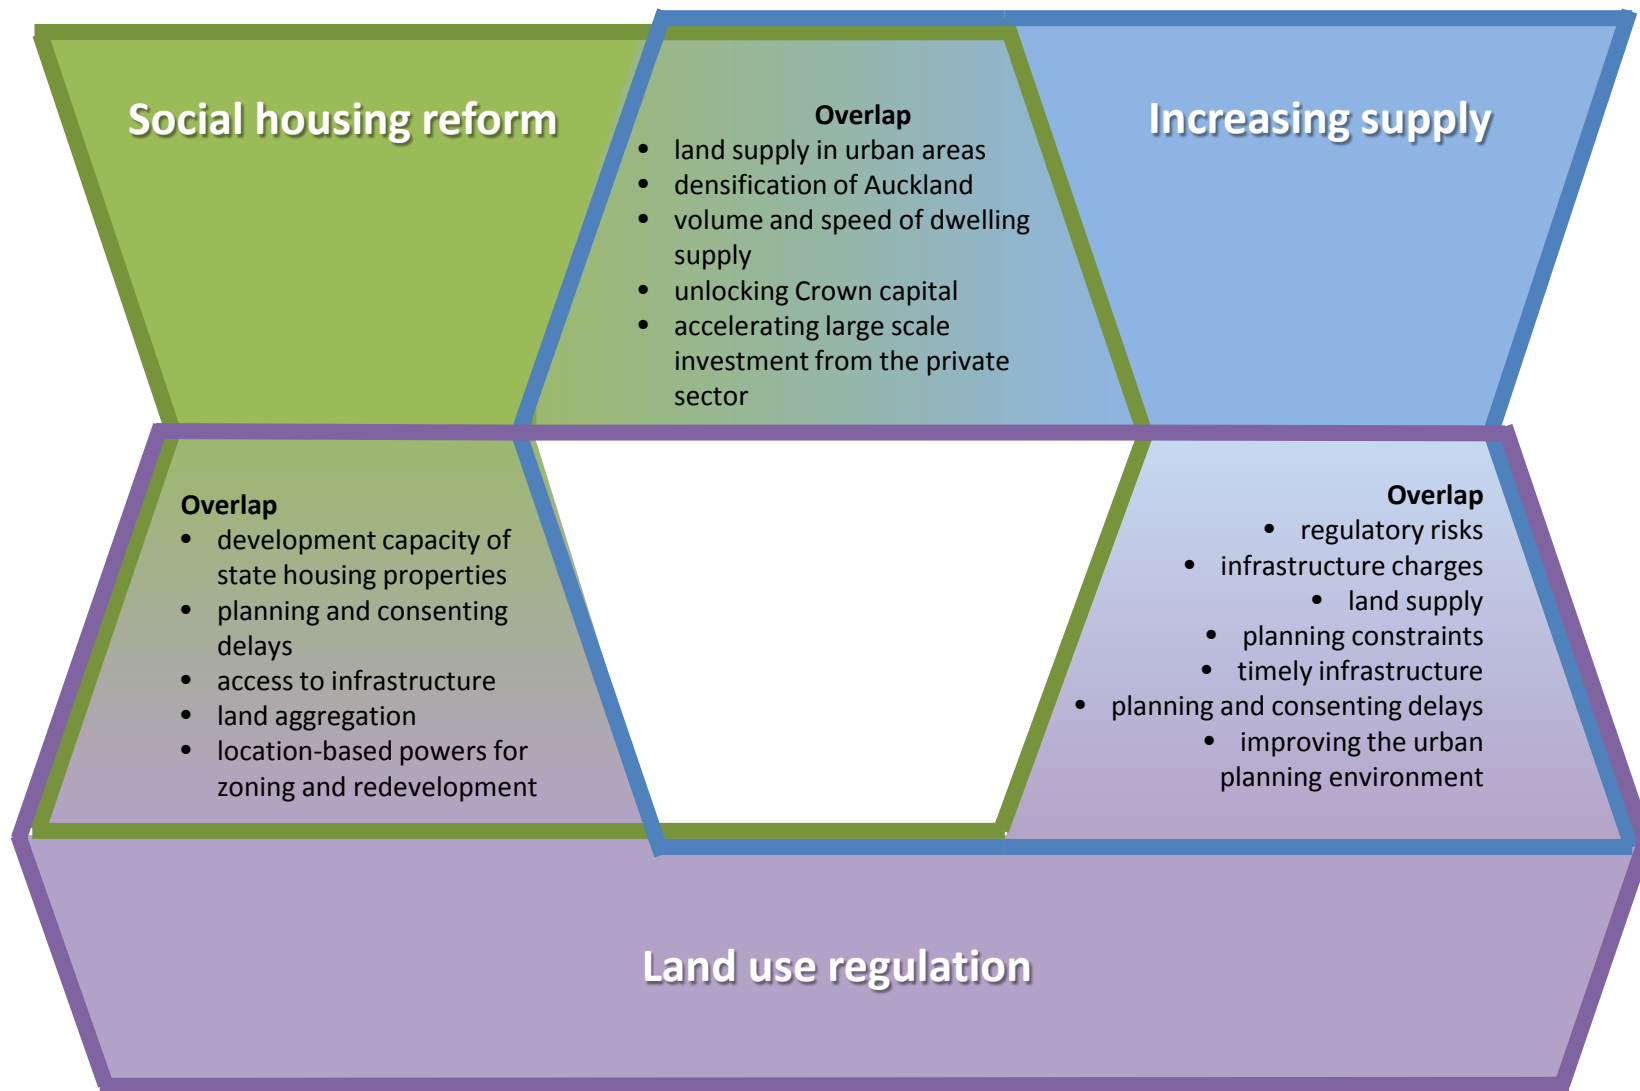 Social housing reform
Overlap
• land supply in urban areas
• densification of Auckland
• volume and speed of dwelling
supply
• unlocking Crown capital
• accelerating large scale
investment from the private
sector
Increasing supply
Overlap
• development capacity of
state housing properties
• planning and consenting
delays
• access to infrastructure
• land aggregation
• location-based powers for
zoning and redevelopment
Overlap
• regulatory risks
• infrastructure charges
• land supply
• planning constraints
• timely infrastructure
• planning and consenting delays
• improving the urban
planning environment
Land use regulation